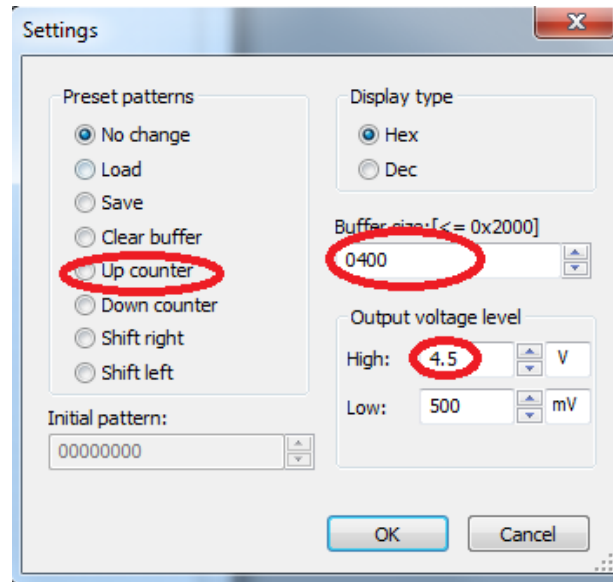 Settings
Preset patterns
No change
Load
Save
Clear buffer
Up counter
Down counter
Shift right
Shift left
Initial pattern:
00000000
Display type
Hex
Dec
Buffer size:[<= 0x2000]
0400
Output voltage level
High: 4.5 V
Low: 500 mV
OK Cancel